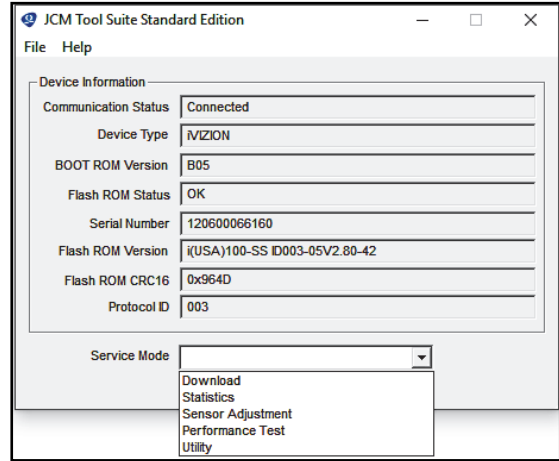 JCM Tool Suite Standard Edition
File Help
Device Information
Communication Status Connected
Device Type iVIZION
BOOT ROM Version B05
Flash ROM Status OK
Serial Number 120600066160
Flash ROM Version i(USA)100-SS ID003-05V2.80-42
Flash ROM CRC16 0x964D
Protocol ID 003
Service Mode
Download
Statistics
Sensor Adjustment
Performance Test
Utility